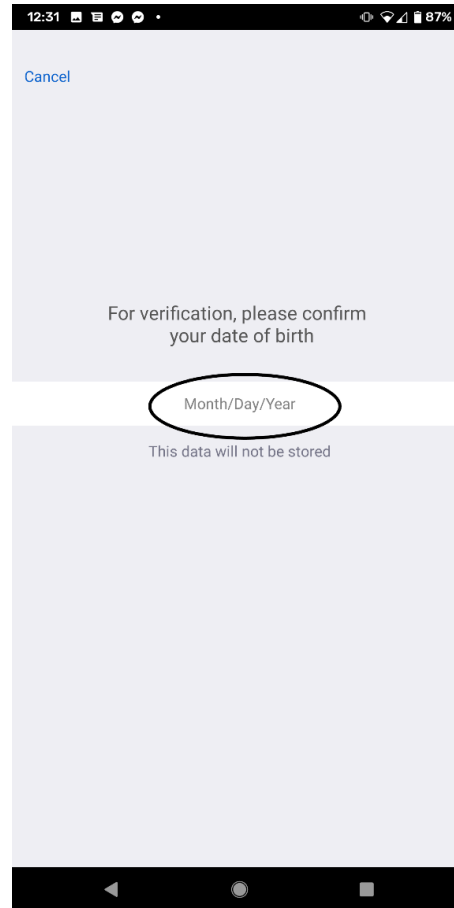 12:31 87%
Cancel
For verification, please confirm
your date of birth
Month/Day/Year
This data will not be stored